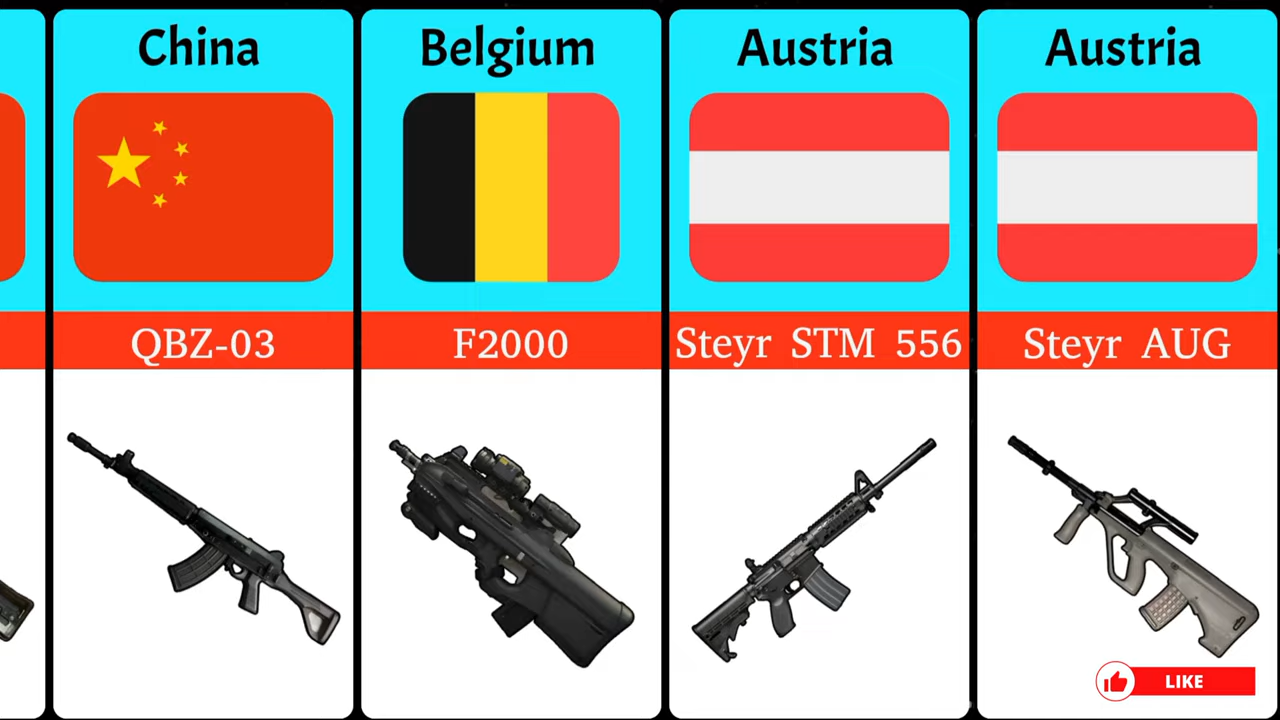 China
Belgium
Austria
Austria
QBZ-03
F2000
Steyr STM 556
Steyr AUG
LIKE